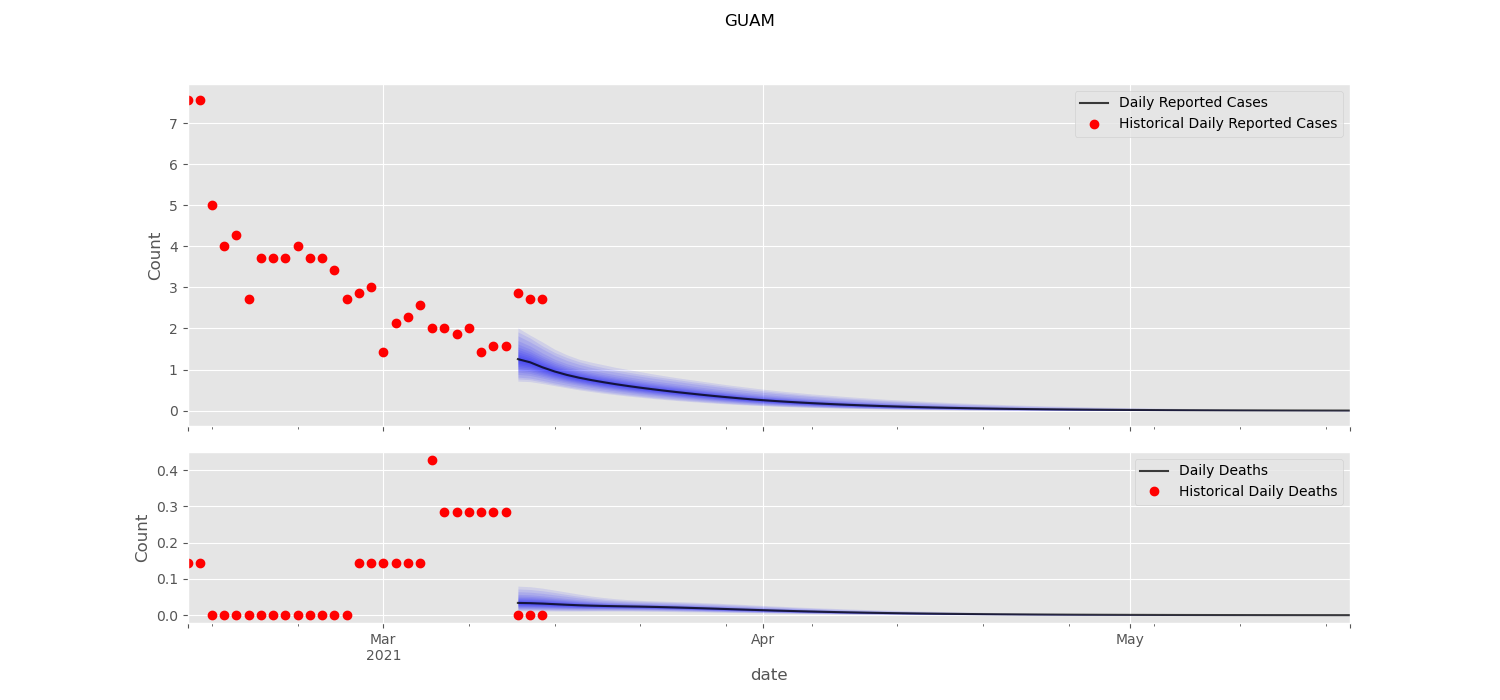 GUAM
Daily Reported Cases
Historical Daily Reported Cases
7
6
5
4
3
2
1
0
Count
Daily Deaths
Historical Daily Deaths
0.4
0.3
0.2
0.1
0.0
Count
Mar
2021
Apr
May
date